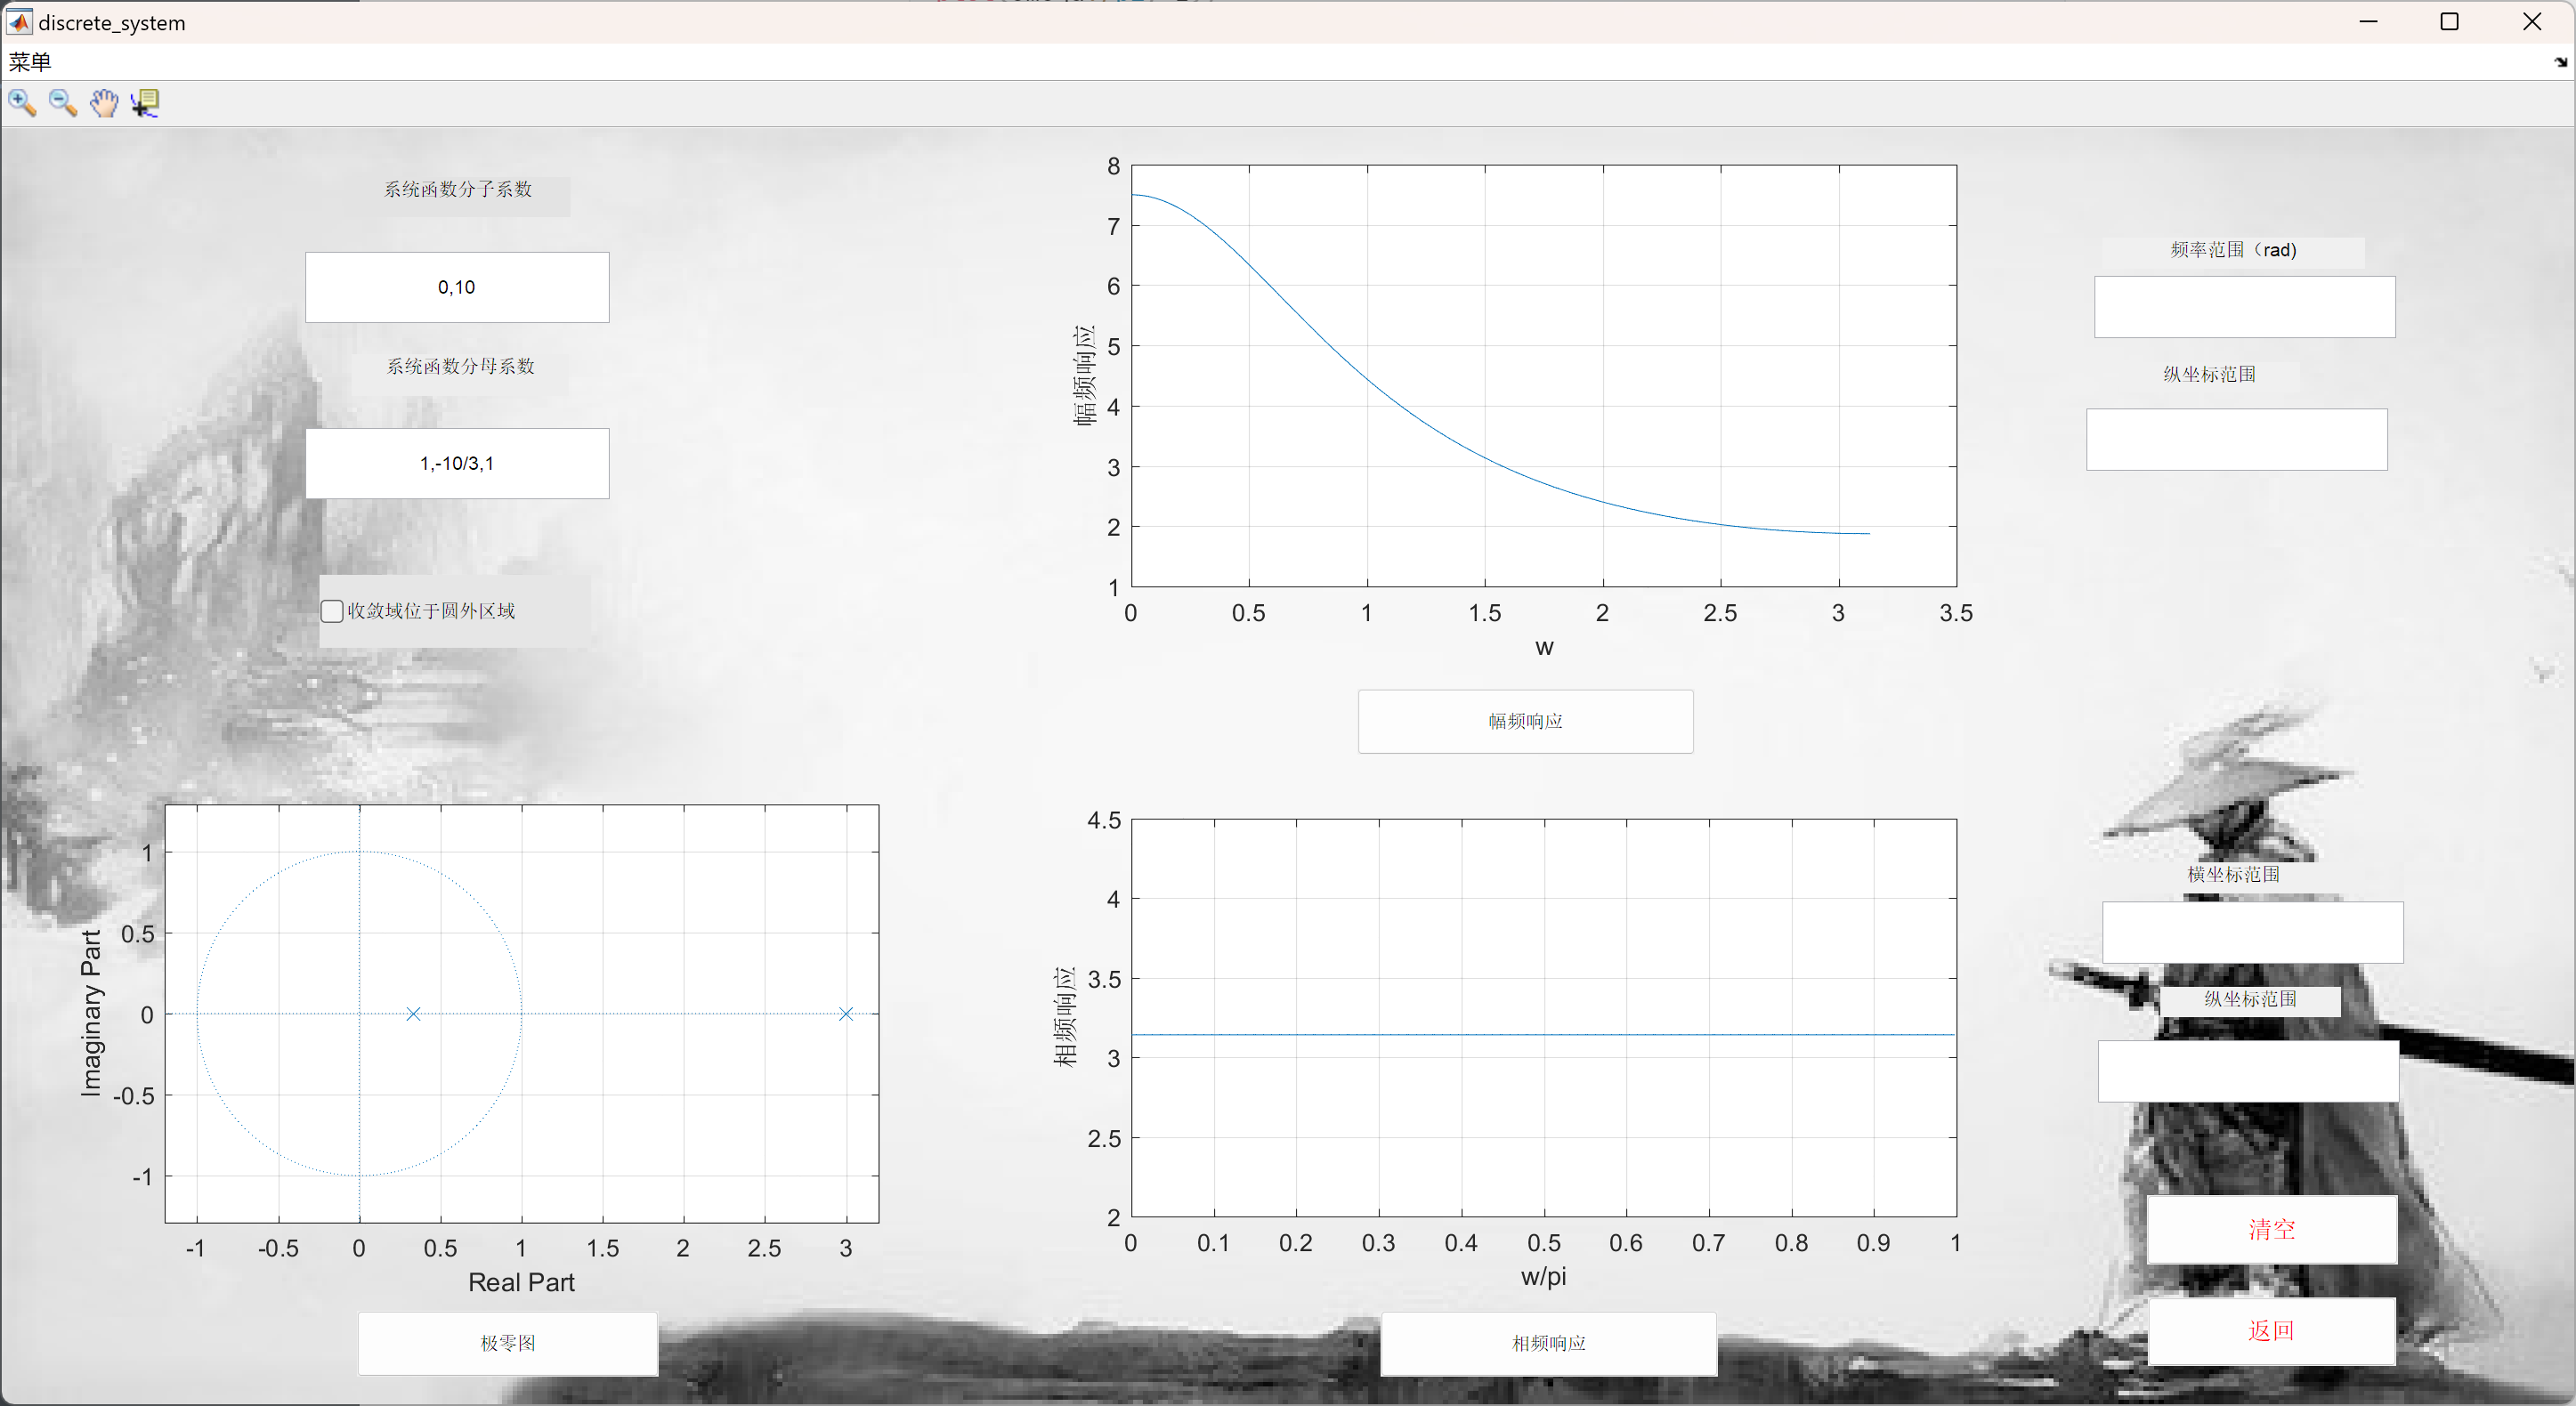 discrete_system
菜单
系统函数分子系数
0,10
系统函数分母系数
1,-10/3,1
收敛域位于圆外区域
8
7
6
5
4
3
2
1
幅频响应
0 0.5 1 1.5 2 2.5 3 3.5
w
幅频响应
频率范围（rad)
纵坐标范围
1
0.5
0
-0.5
-1
Imaginary Part
-1 -0.5 0 0.5 1 1.5 2 2.5 3
Real Part
极零图
4.5
4
3.5
3
2.5
2
相频响应
0 0.1 0.2 0.3 0.4 0.5 0.6 0.7 0.8 0.9 1
w/pi
相频响应
横坐标范围
纵坐标范围
清空
返回